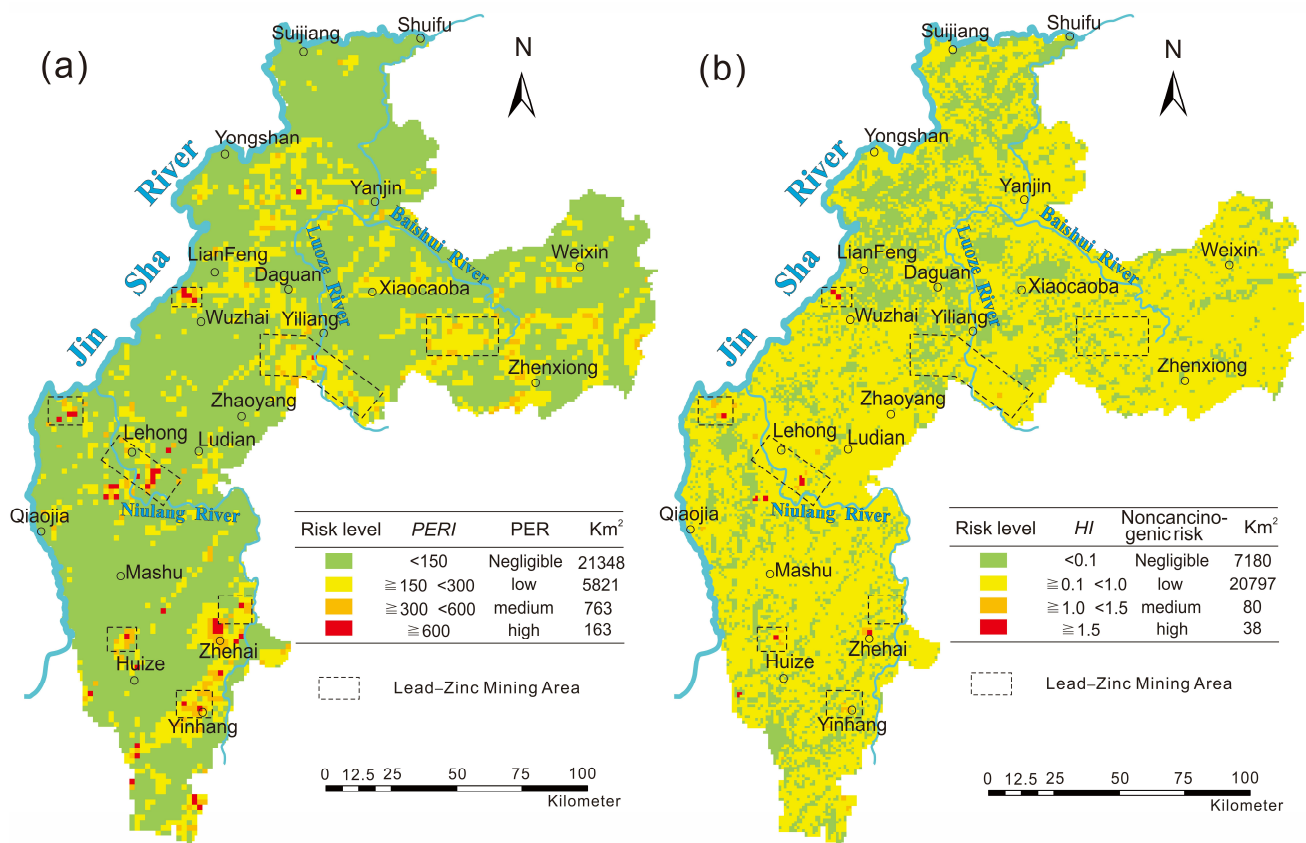 (a)
Suijiang
Shuifu
N
Yongshan
River
Yanjin
Baishui River
Luoze River
Weixin
LianFeng
Daguan
Sha
Xiaocaoba
Wuzhai
Yiliang
Jin
Zhenxiong
Zhaoyang
Lehong
Ludian
Niulang River
Qiaojia
Mashu
Zhehai
Huize
Yinhang
Risk level PERI PER Km²
<150 Negligible 21348
≧150 <300 low 5821
≧300 <600 medium 763
≧600 high 163
Lead–Zinc Mining Area
0 12.5 25 50 75 100
Kilometer
(b)
Suijiang
Shuifu
N
Yongshan
River
Yanjin
Baishui River
Luoze River
Weixin
LianFeng
Daguan
Sha
Xiaocaoba
Wuzhai
Yiliang
Jin
Zhenxiong
Zhaoyang
Lehong
Ludian
Niulang River
Qiaojia
Mashu
Zhehai
Huize
Yinhang
Risk level HI Noncancino-
genic risk Km²
<0.1 Negligible 7180
≧0.1 <1.0 low 20797
≧1.0 <1.5 medium 80
≧1.5 high 38
Lead–Zinc Mining Area
0 12.5 25 50 75 100
Kilometer